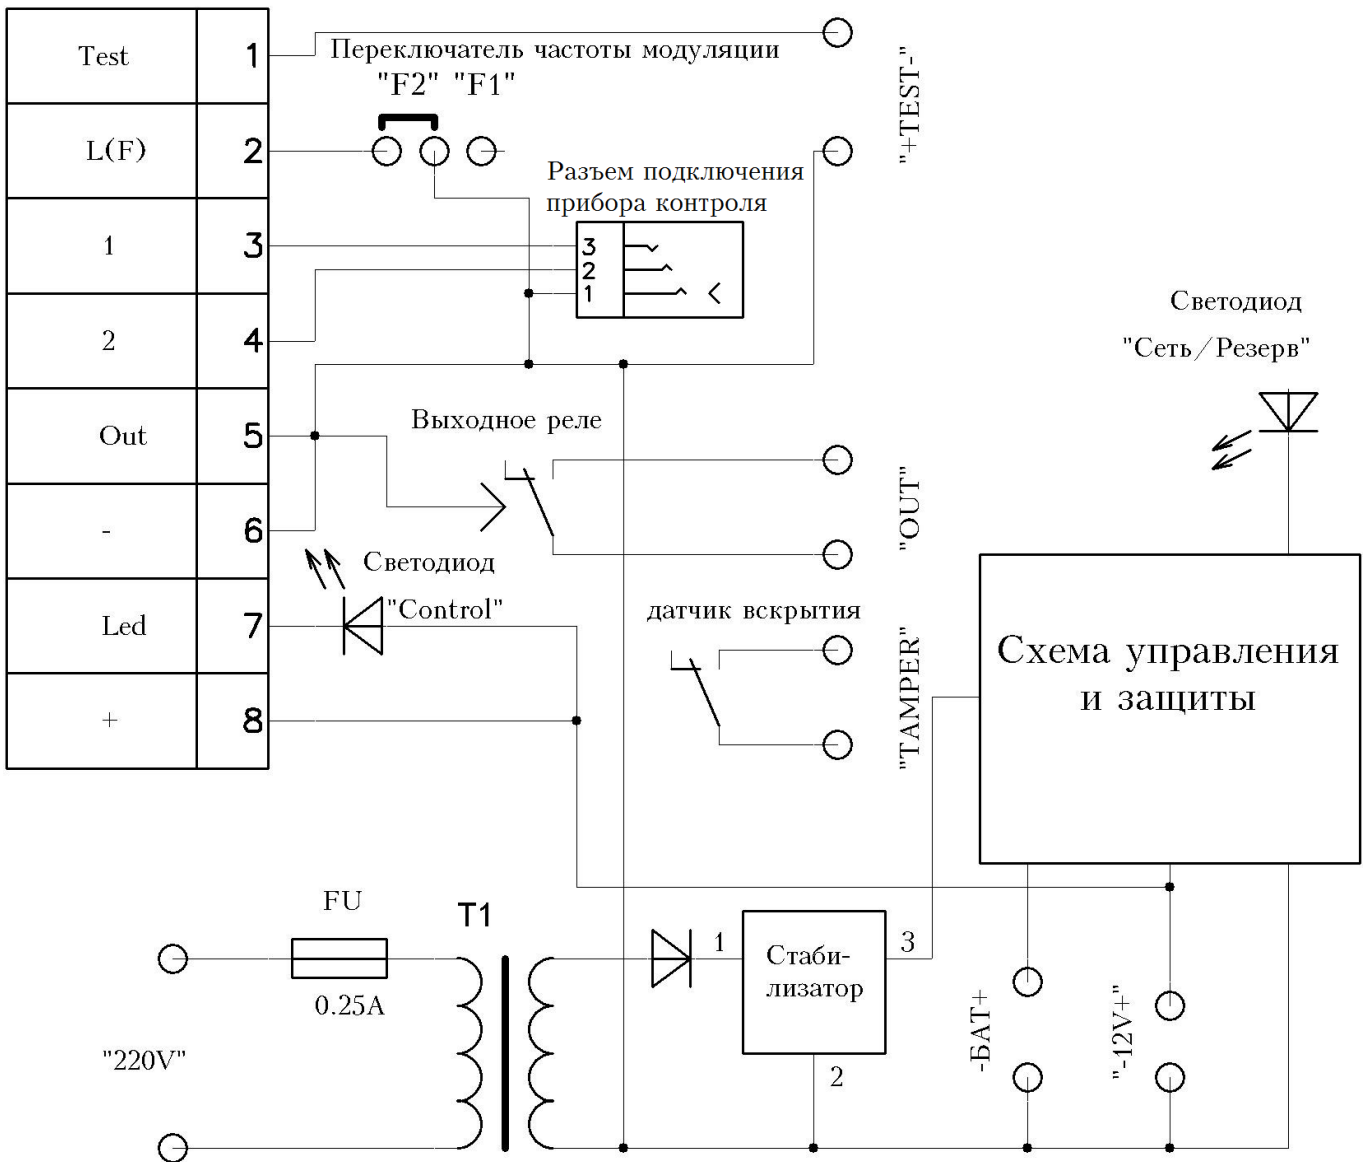 Test 1
Переключатель частоты модуляции
"F2" "F1"
"+TEST-"
L(F) 2
Разъем подключения
прибора контроля
1 3
3
2
1
2 4
Светодиод
"Сеть/Резерв"
Out 5
Выходное реле
"OUT"
- 6
Светодиод
"Control"
Led 7
датчик вскрытия
"TAMPER"
Схема управления
и защиты
+ 8
FU
T1
0.25A
"220V"
1
Стаби-
лизатор
3
2
-БАТ+
"-12V+"